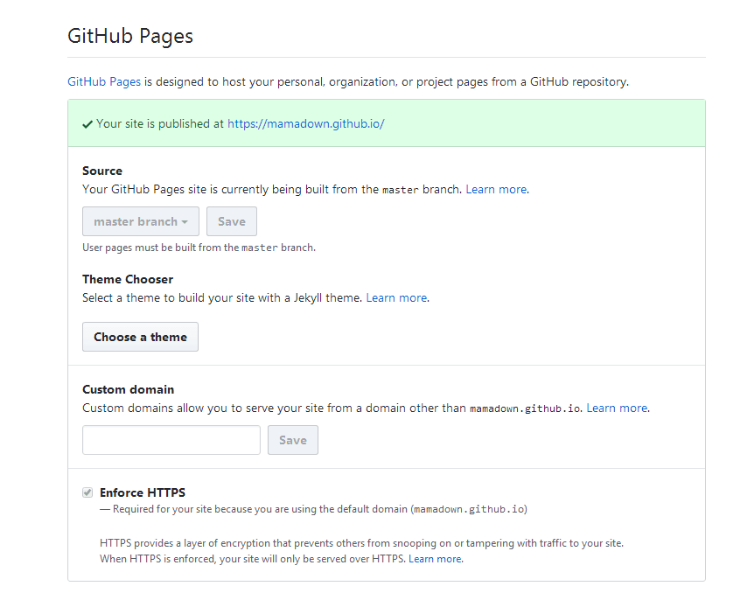 GitHub Pages
GitHub Pages is designed to host your personal, organization, or project pages from a GitHub repository.
Your site is published at https://mamadown.github.io/
Source
Your GitHub Pages site is currently being built from the master branch. Learn more.
master branch Save
User pages must be built from the master branch.
Theme Chooser
Select a theme to build your site with a Jekyll theme. Learn more.
Choose a theme
Custom domain
Custom domains allow you to serve your site from a domain other than mamadown.github.io. Learn more.
Save
Enforce HTTPS
— Required for your site because you are using the default domain (mamadown.github.io)
HTTPS provides a layer of encryption that prevents others from snooping on or tampering with traffic to your site.
When HTTPS is enforced, your site will only be served over HTTPS. Learn more.